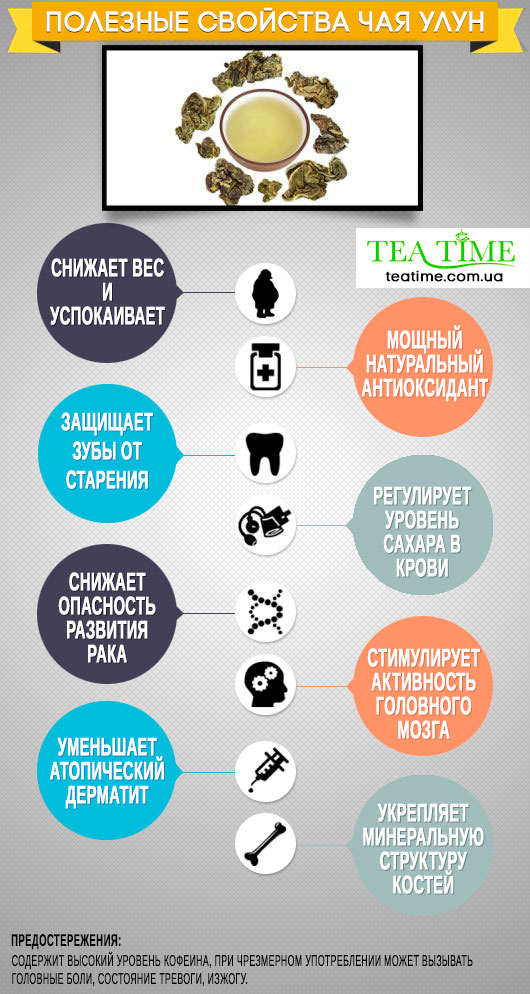 ПОЛЕЗНЫЕ СВОЙСТВА ЧАЯ УЛУН
TEA TIME
teatime.com.ua
СНИЖАЕТ ВЕС
И
УСПОКАИВАЕТ
МОЩНЫЙ
НАТУРАЛЬНЫЙ
АНТИОКСИДАНТ
ЗАЩИЩАЕТ
ЗУБЫ ОТ
СТАРЕНИЯ
РЕГУЛИРУЕТ
УРОВЕНЬ
САХАРА В
КРОВИ
СНИЖАЕТ
ОПАСНОСТЬ
РАЗВИТИЯ
РАКА
СТИМУЛИРУЕТ
АКТИВНОСТЬ
ГОЛОВНОГО
МОЗГА
УМЕНЬШАЕТ
АТОПИЧЕСКИЙ
ДЕРМАТИТ
УКРЕПЛЯЕТ
МИНЕРАЛЬНУЮ
СТРУКТУРУ
КОСТЕЙ
ПРЕДОСТЕРЕЖЕНИЯ:
СОДЕРЖИТ ВЫСОКИЙ УРОВЕНЬ КОФЕИНА, ПРИ ЧРЕЗМЕРНОМ УПОТРЕБЛЕНИИ МОЖЕТ ВЫЗЫВАТЬ
ГОЛОВНЫЕ БОЛИ, СОСТОЯНИЕ ТРЕВОГИ, ИЗЖОГУ.